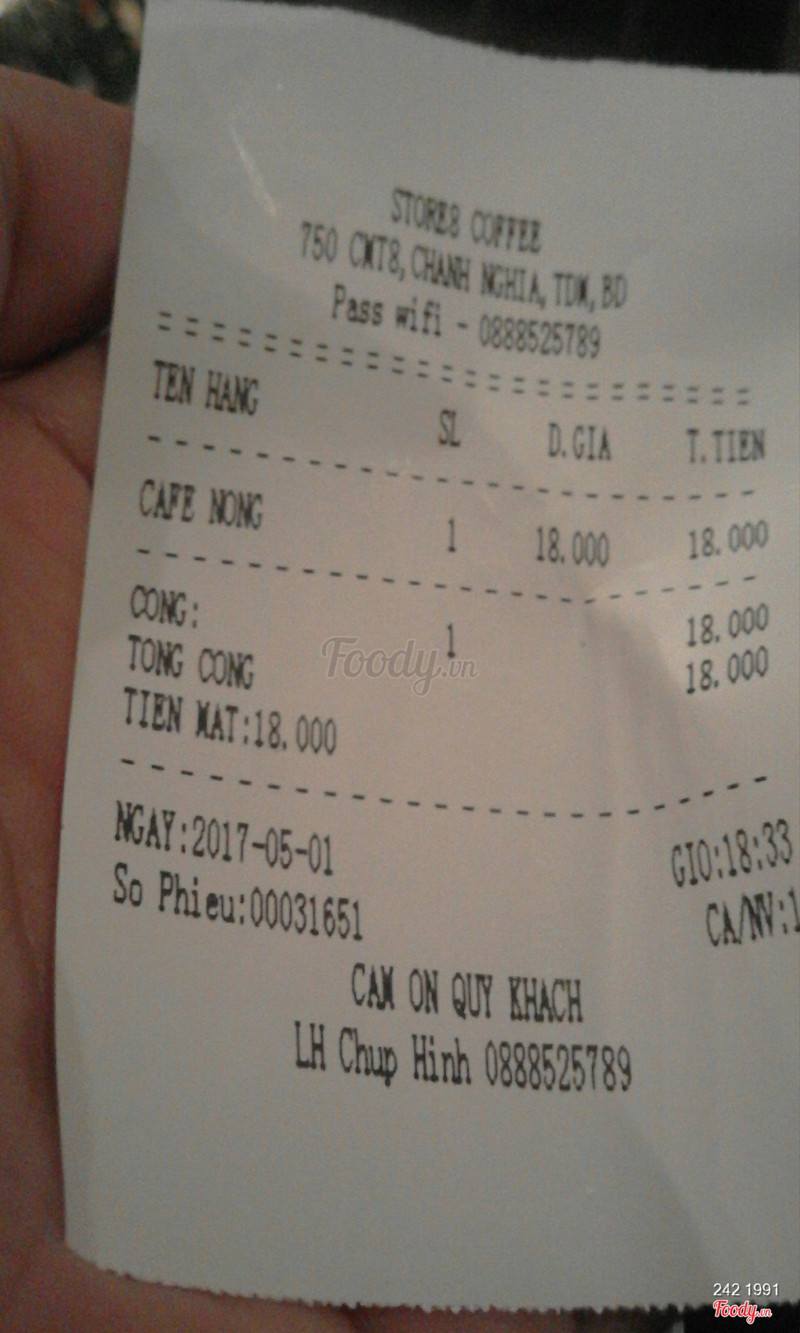 STORE8 COFFEE
750 CMT8, CHANH NGHIA, TDM, BD
Pass wifi - 0888525789
TEN HANG SL D.GIA T.TIEN
CAFE NONG 1 18.000 18.000
CONG: 1 18.000
TONG CONG 18.000
TIEN MAT:18.000
NGAY:2017-05-01 GIO:18:33
So Phieu:00031651 CA/NV:1
CAM ON QUY KHACH
LH Chup Hinh 0888525789
Foody.vn
242 1991
Foody.vn